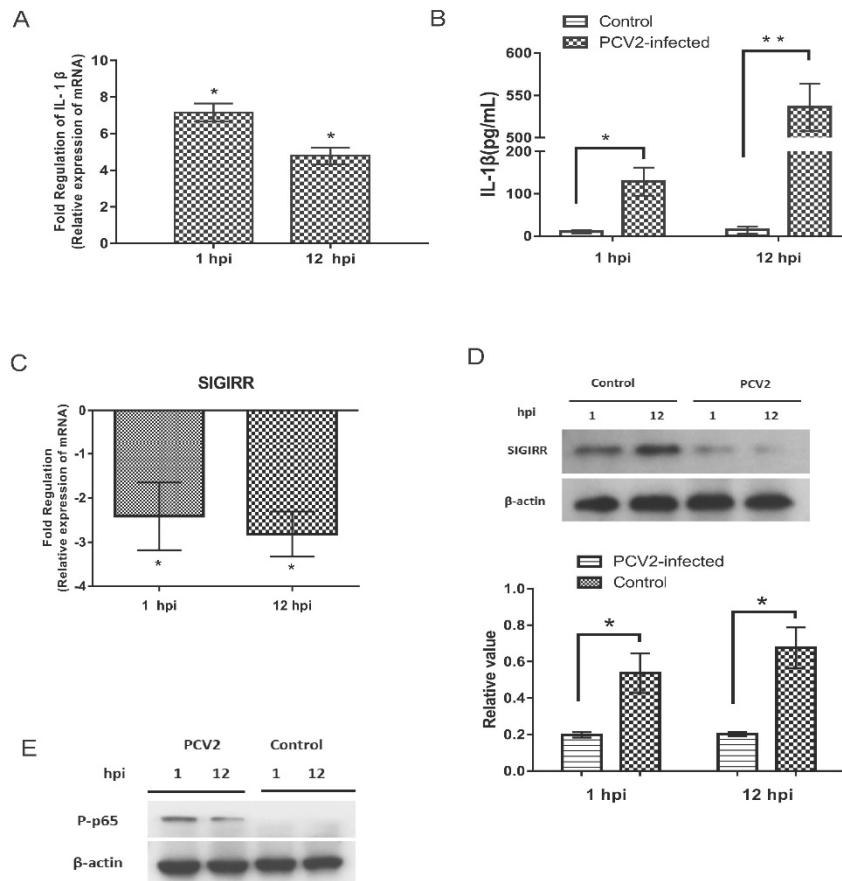 A
Fold Regulation of IL-1 β
(Relative expression of mRNA)
10
8
6
4
2
0
*
*
1 hpi
12 hpi
B
Control
PCV2-infected
IL-1β(pg/mL)
600
550
500
200
100
0
*
* *
1 hpi
12 hpi
C
SIGIRR
Fold Regulation
(Relative expression of mRNA)
0
-1
-2
-3
-4
*
*
1 hpi
12 hpi
D
Control
PCV2
hpi
1
12
1
12
SIGIRR
β-actin
PCV2-infected
Control
Relative value
1.0
0.8
0.6
0.4
0.2
0.0
*
*
1 hpi
12 hpi
E
PCV2
Control
hpi
1
12
1
12
P-p65
β-actin